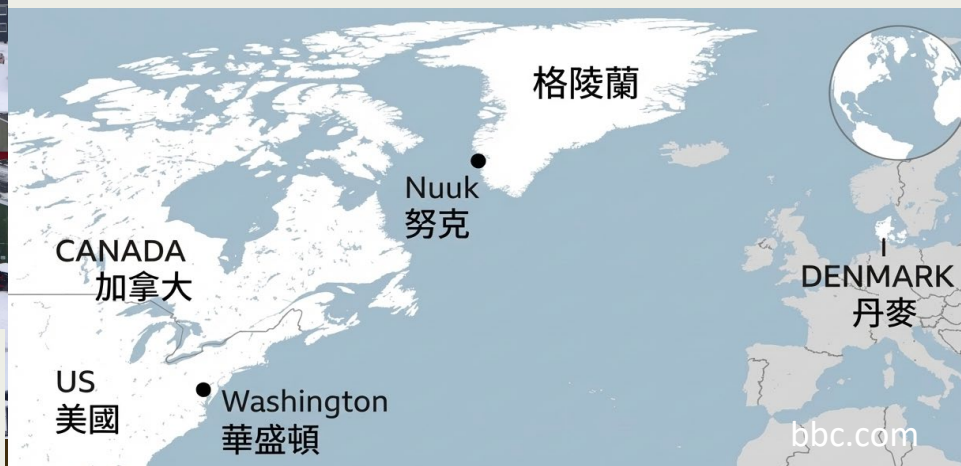 格陵蘭
Nuuk
努克
CANADA
加拿大
DENMARK
丹麥
US
美國
Washington
華盛頓
bbc.com